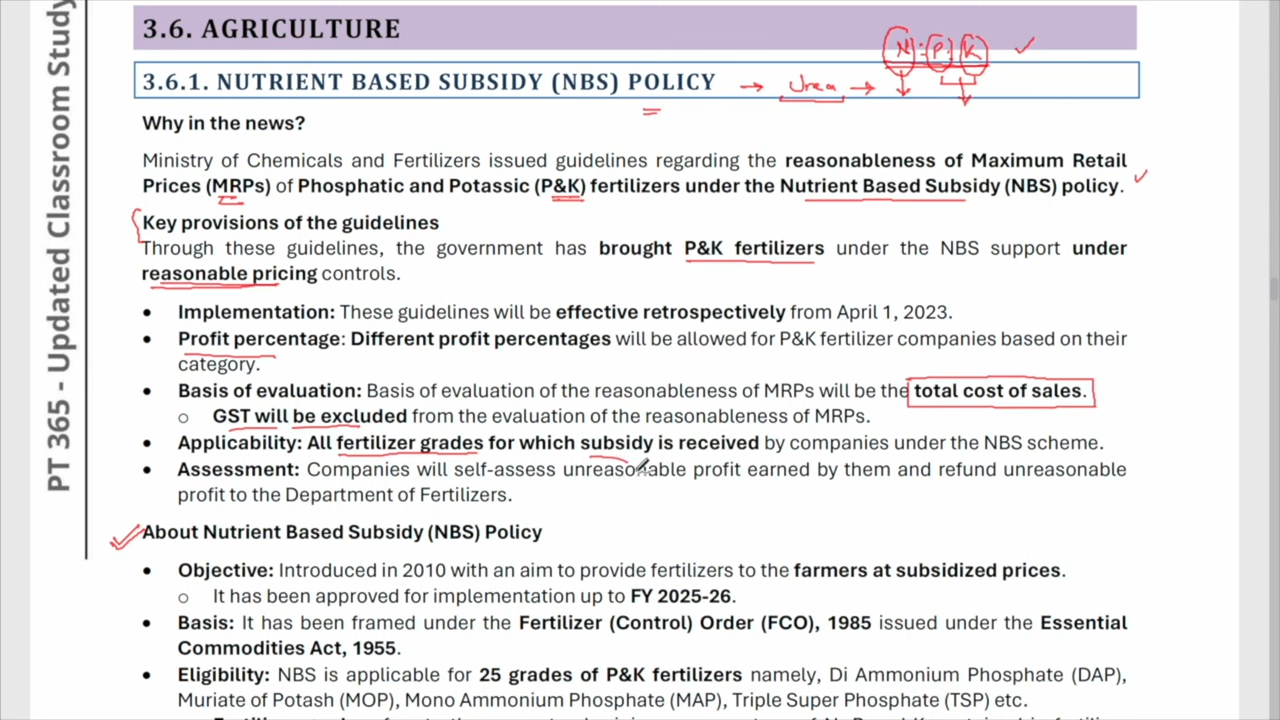 PT 365 - Updated Classroom Study
3.6. AGRICULTURE
N : P : K
3.6.1. NUTRIENT BASED SUBSIDY (NBS) POLICY → Urea →
Why in the news?
Ministry of Chemicals and Fertilizers issued guidelines regarding the reasonableness of Maximum Retail
Prices (MRPs) of Phosphatic and Potassic (P&K) fertilizers under the Nutrient Based Subsidy (NBS) policy.
Key provisions of the guidelines
Through these guidelines, the government has brought P&K fertilizers under the NBS support under
reasonable pricing controls.
• Implementation: These guidelines will be effective retrospectively from April 1, 2023.
• Profit percentage: Different profit percentages will be allowed for P&K fertilizer companies based on their
category.
• Basis of evaluation: Basis of evaluation of the reasonableness of MRPs will be the total cost of sales.
o GST will be excluded from the evaluation of the reasonableness of MRPs.
• Applicability: All fertilizer grades for which subsidy is received by companies under the NBS scheme.
• Assessment: Companies will self-assess unreasonable profit earned by them and refund unreasonable
profit to the Department of Fertilizers.
About Nutrient Based Subsidy (NBS) Policy
• Objective: Introduced in 2010 with an aim to provide fertilizers to the farmers at subsidized prices.
o It has been approved for implementation up to FY 2025-26.
• Basis: It has been framed under the Fertilizer (Control) Order (FCO), 1985 issued under the Essential
Commodities Act, 1955.
• Eligibility: NBS is applicable for 25 grades of P&K fertilizers namely, Di Ammonium Phosphate (DAP),
Muriate of Potash (MOP), Mono Ammonium Phosphate (MAP), Triple Super Phosphate (TSP) etc.